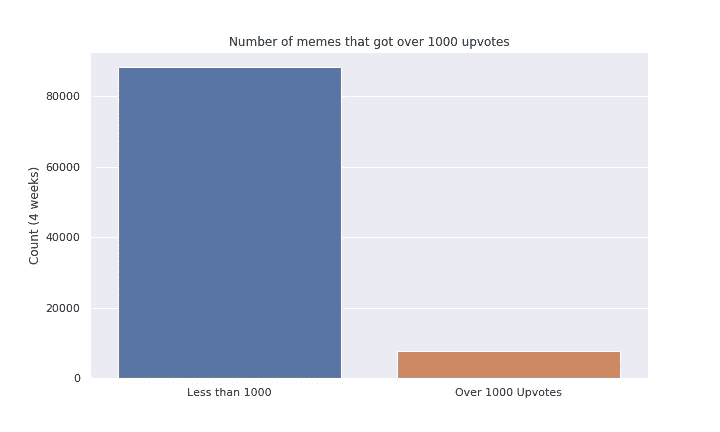 Number of memes that got over 1000 upvotes
Count (4 weeks)
80000
60000
40000
20000
0
Less than 1000
Over 1000 Upvotes